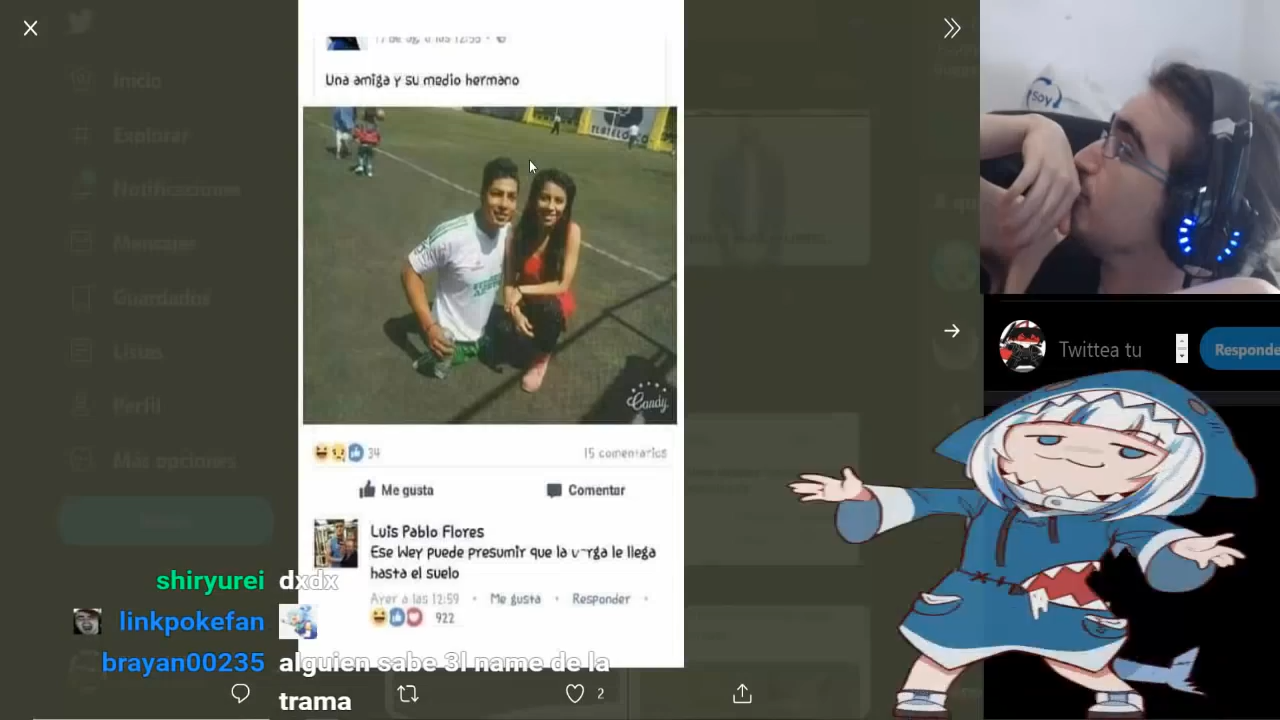 Una amiga y su medio hermano
Candy
34
15 comentarios
Me gusta
Comentar
Luis Pablo Flores
Ese Wey puede presumir que la v~rga le llega
hasta el suelo
Ayer a las 12:59 · Me gusta · Responder ·
922
Inicio
Explorar
Notificaciones
Mensajes
Guardados
Listas
Perfil
Más opciones
shiryurei dxdx
linkpokefan
brayan00235 alguien sabe 3l name de la
trama
2
soy
Twittea tu
Responde